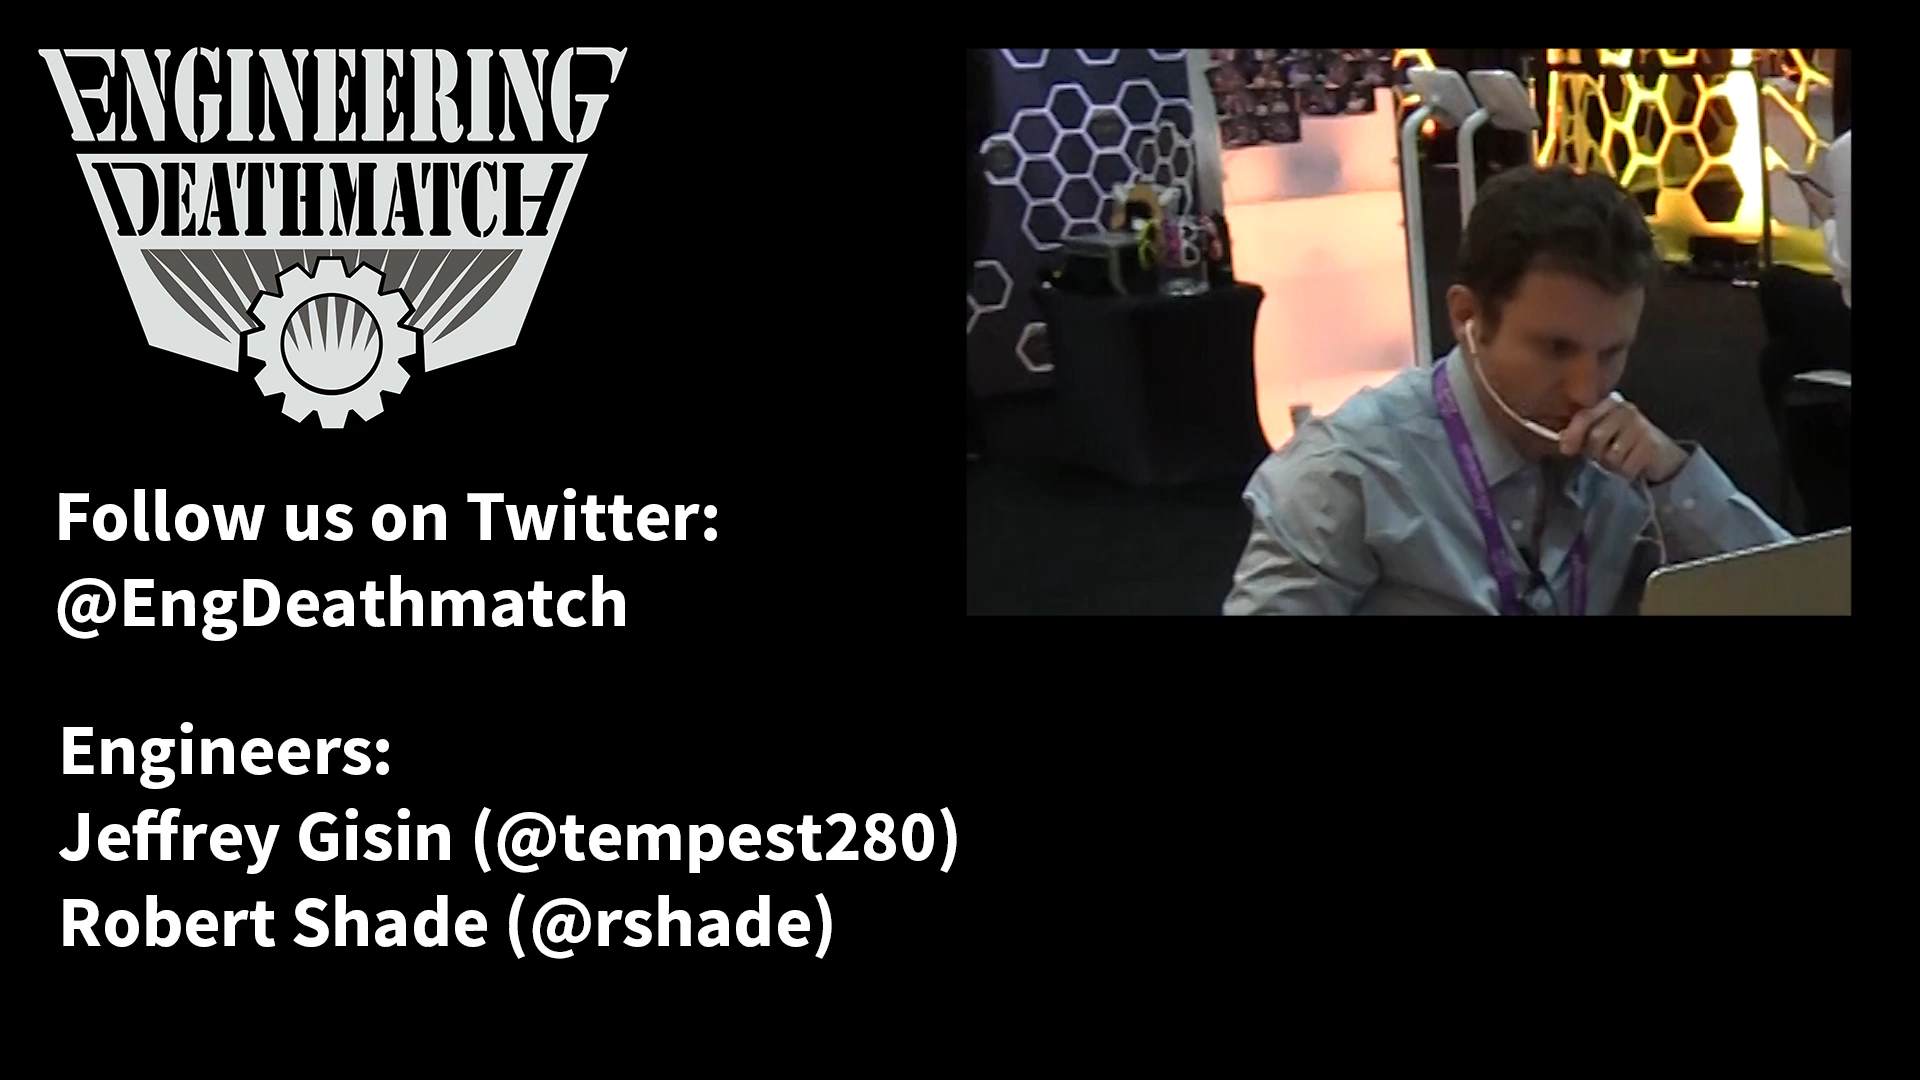 ENGINEERING
DEATHMATCH
Follow us on Twitter:
@EngDeathmatch
Engineers:
Jeffrey Gisin (@tempest280)
Robert Shade (@rshade)